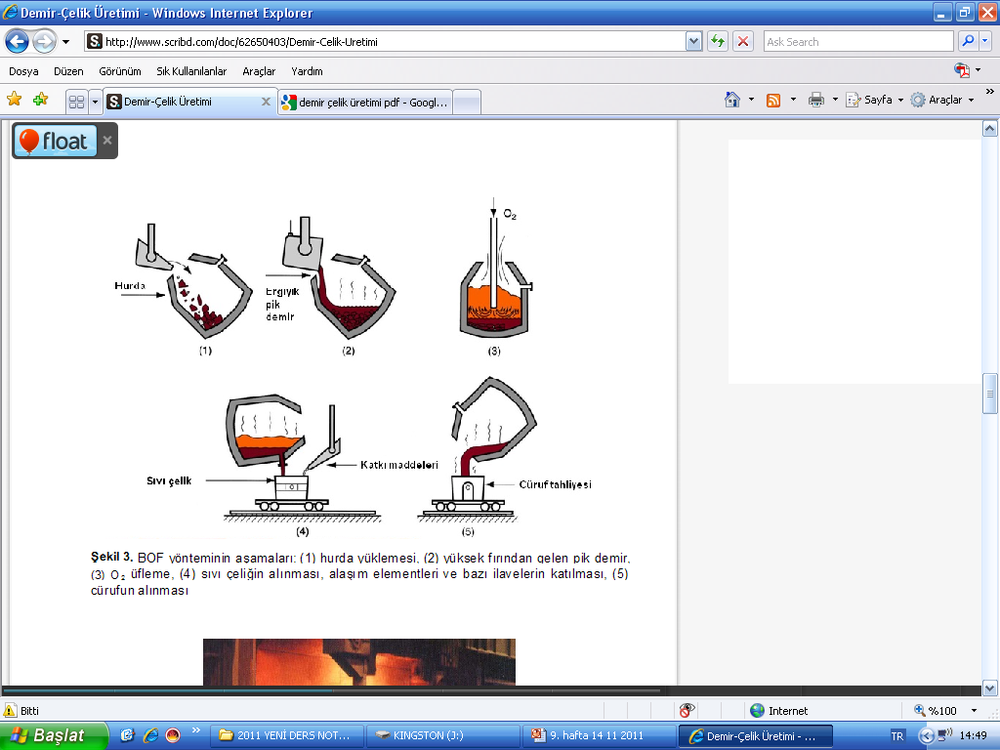 Demir-Çelik Üretimi - Windows Internet Explorer
http://www.scribd.com/doc/62650403/Demir-Celik-Uretimi
Ask Search
Dosya Düzen Görünüm Sık Kullanılanlar Araçlar Yardım
Demir-Çelik Üretimi
demir çelik üretimi pdf - Googl...
Sayfa
Araçlar
float
Hurda
(1)
Ergiyik
pik
demir
(2)
O₂
(3)
Sıvı çelik
Katkı maddeleri
(4)
Cüruf tahliyesi
(5)
Şekil 3. BOF yönteminin aşamaları: (1) hurda yüklemesi, (2) yüksek fırından gelen pik demir,
(3) O₂ üfleme, (4) sıvı çeliğin alınması, alaşım elementleri ve bazı ilavelerin katılması, (5)
cürufun alınması
Bitti
Internet
%100
Başlat
2011 YENİ DERS NOT...
KINGSTON (J:)
9. hafta 14 11 2011
Demir-Çelik Üretimi - ...
TR
14:49